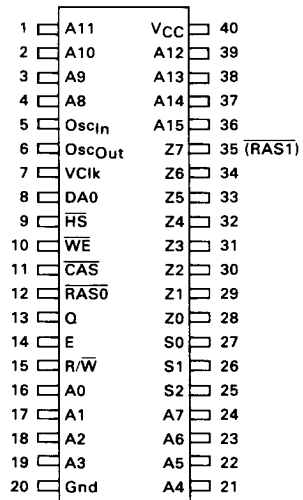 1 A11 VCC 40
2 A10 A12 39
3 A9 A13 38
4 A8 A14 37
5 OscIn A15 36
6 OscOut Z7 35 (RAS1)
7 VClk Z6 34
8 DA0 Z5 33
9 HS Z4 32
10 WE Z3 31
11 CAS Z2 30
12 RAS0 Z1 29
13 Q Z0 28
14 E S0 27
15 R/W S1 26
16 A0 S2 25
17 A1 A7 24
18 A2 A6 23
19 A3 A5 22
20 Gnd A4 21